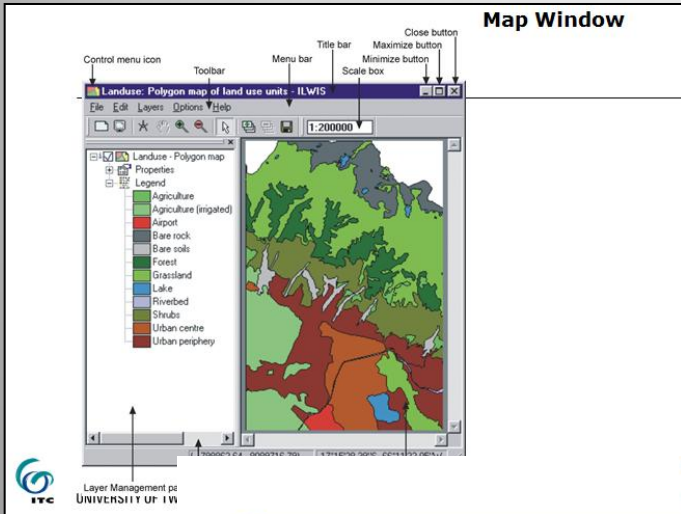 Map Window
Close button
Title bar
Maximize button
Control menu icon
Menu bar
Minimize button
Toolbar
Scale box
Landuse: Polygon map of land use units - ILWIS
File Edit Layers Options Help
1:200000
Landuse - Polygon map
Properties
Legend
Agriculture
Agriculture (irrigated)
Airport
Bare rock
Bare soils
Forest
Grassland
Lake
Riverbed
Shrubs
Urban centre
Urban periphery
Layer Management pa
ITC
UNIVERSITY OF TW